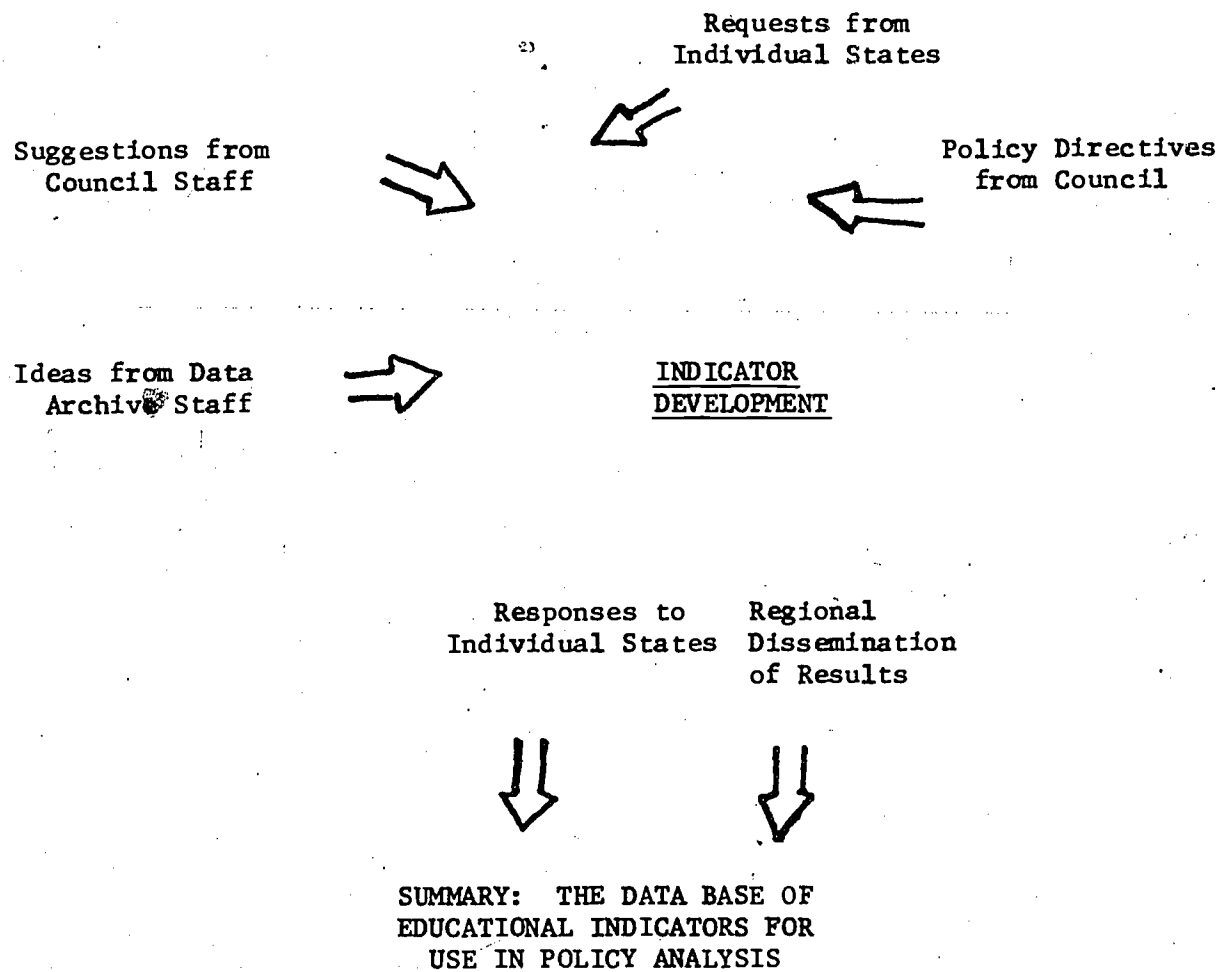 Requests from
Individual States
Suggestions from
Council Staff
Policy Directives
from Council
Ideas from Data
Archive Staff
INDICATOR
DEVELOPMENT
Responses to
Individual States
Regional
Dissemination
of Results
SUMMARY: THE DATA BASE OF
EDUCATIONAL INDICATORS FOR
USE IN POLICY ANALYSIS